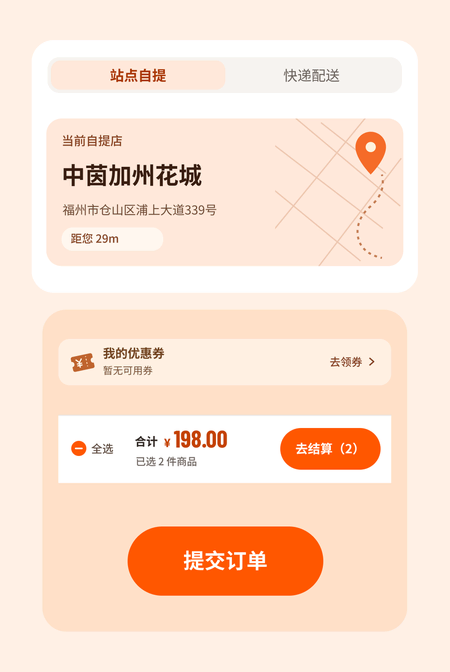 站点自提
快递配送
当前自提店
中茵加州花城
福州市仓山区浦上大道339号
距您 29m
我的优惠券
暂无可用券
去领券
全选
合计 ¥ 198.00
已选 2 件商品
去结算（2）
提交订单